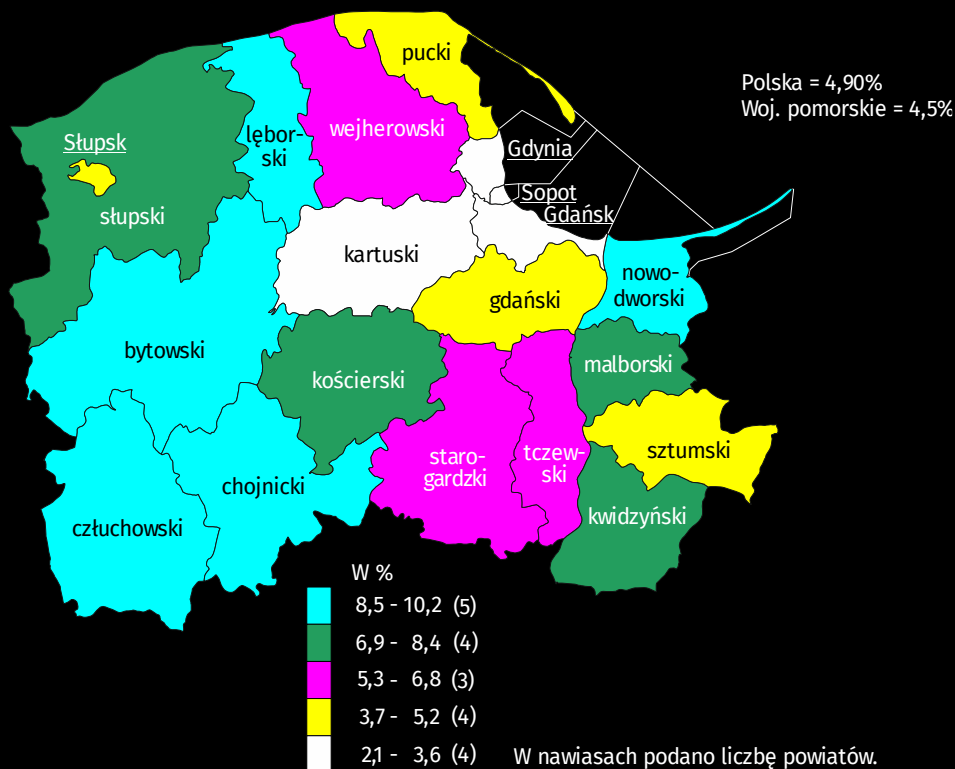 pucki
Polska = 4,90%
Woj. pomorskie = 4,5%
Słupsk
lębor-
ski
wejherowski
Gdynia
Sopot
Gdańsk
słupski
kartuski
nowo-
dworski
gdański
bytowski
kościerski
malborski
staro-
gardzki
tczew-
ski
sztumski
chojnicki
człuchowski
kwidzyński
W %
8,5 - 10,2 (5)
6,9 - 8,4 (4)
5,3 - 6,8 (3)
3,7 - 5,2 (4)
2,1 - 3,6 (4)
W nawiasach podano liczbę powiatów.